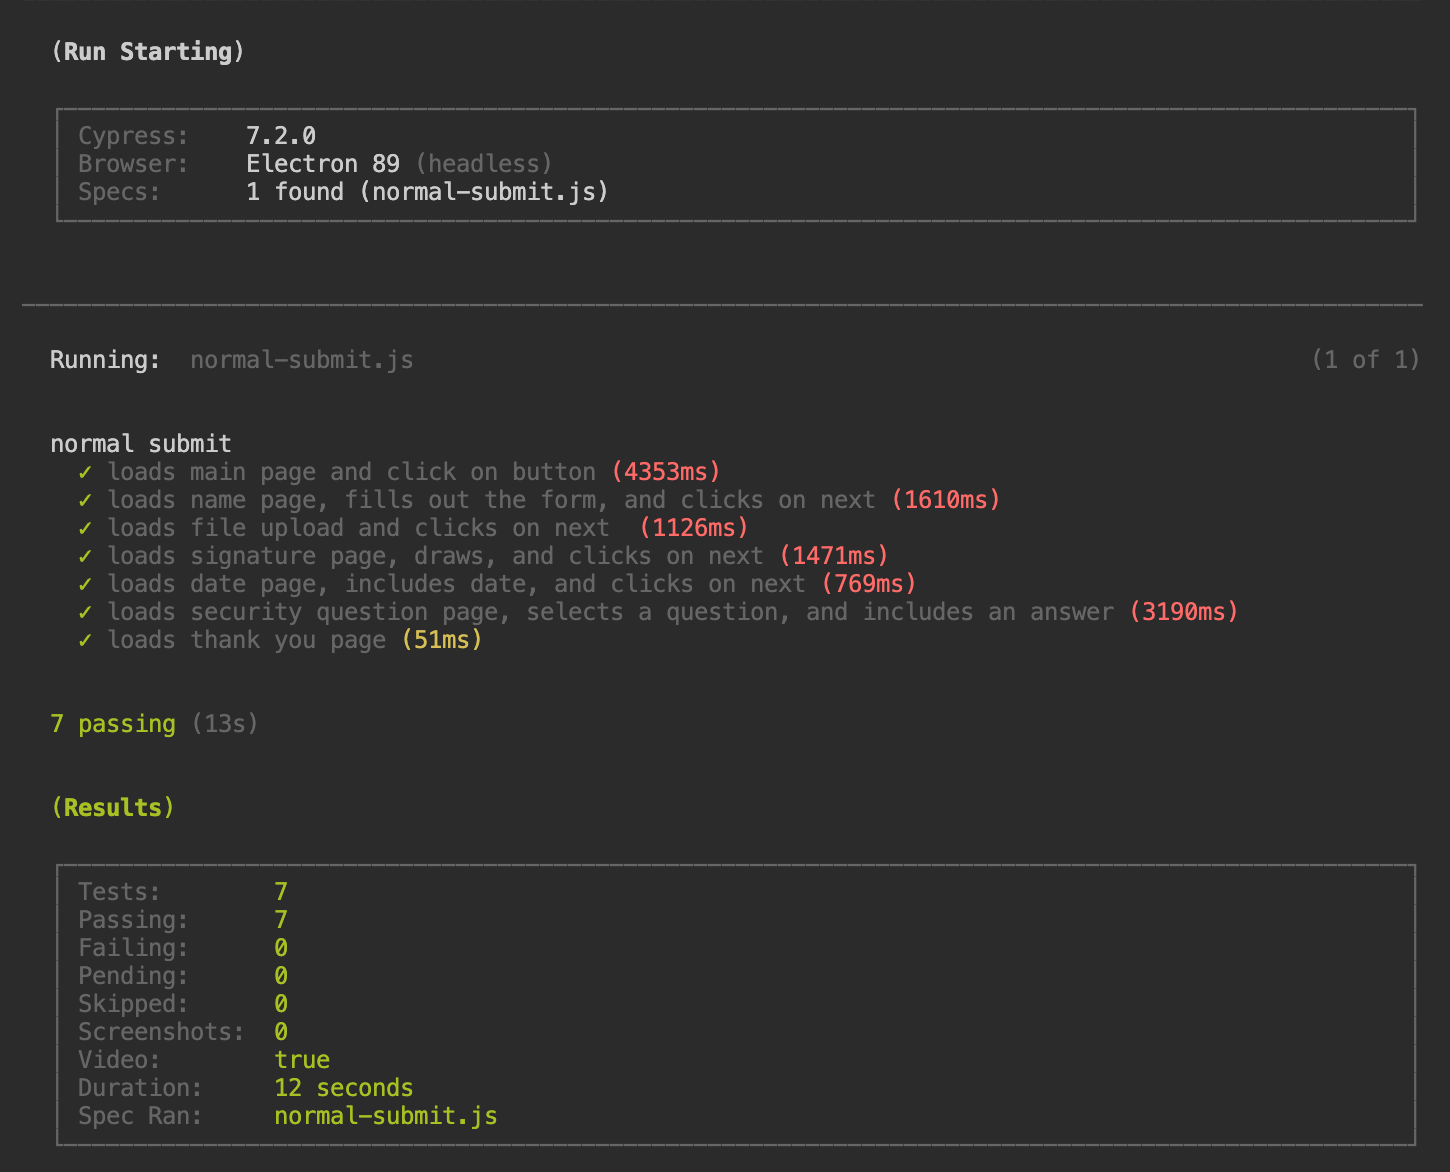 (Run Starting)
Cypress: 7.2.0
Browser: Electron 89 (headless)
Specs: 1 found (normal-submit.js)
Running: normal-submit.js (1 of 1)
normal submit
✓ loads main page and click on button (4353ms)
✓ loads name page, fills out the form, and clicks on next (1610ms)
✓ loads file upload and clicks on next (1126ms)
✓ loads signature page, draws, and clicks on next (1471ms)
✓ loads date page, includes date, and clicks on next (769ms)
✓ loads security question page, selects a question, and includes an answer (3190ms)
✓ loads thank you page (51ms)
7 passing (13s)
(Results)
Tests: 7
Passing: 7
Failing: 0
Pending: 0
Skipped: 0
Screenshots: 0
Video: true
Duration: 12 seconds
Spec Ran: normal-submit.js